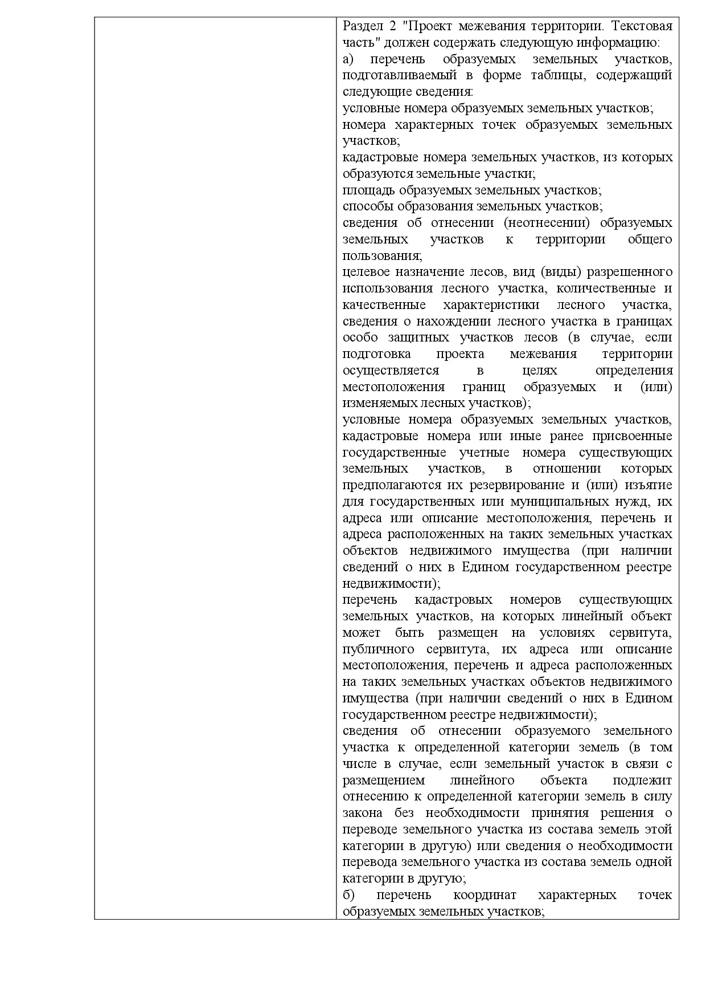 Раздел 2 "Проект межевания территории. Текстовая
часть" должен содержать следующую информацию:
а) перечень образуемых земельных участков,
подготавливаемый в форме таблицы, содержащий
следующие сведения:
условные номера образуемых земельных участков;
номера характерных точек образуемых земельных
участков;
кадастровые номера земельных участков, из которых
образуются земельные участки;
площадь образуемых земельных участков;
способы образования земельных участков;
сведения об отнесении (неотнесении) образуемых
земельных участков к территории общего
пользования;
целевое назначение лесов, вид (виды) разрешенного
использования лесного участка, количественные и
качественные характеристики лесного участка,
сведения о нахождении лесного участка в границах
особо защитных участков лесов (в случае, если
подготовка проекта межевания территории
осуществляется в целях определения
местоположения границ образуемых и (или)
изменяемых лесных участков);
условные номера образуемых земельных участков,
кадастровые номера или иные ранее присвоенные
государственные учетные номера существующих
земельных участков, в отношении которых
предполагаются их резервирование и (или) изъятие
для государственных или муниципальных нужд, их
адреса или описание местоположения, перечень и
адреса расположенных на таких земельных участках
объектов недвижимого имущества (при наличии
сведений о них в Едином государственном реестре
недвижимости);
перечень кадастровых номеров существующих
земельных участков, на которых линейный объект
может быть размещен на условиях сервитута,
публичного сервитута, их адреса или описание
местоположения, перечень и адреса расположенных
на таких земельных участках объектов недвижимого
имущества (при наличии сведений о них в Едином
государственном реестре недвижимости);
сведения об отнесении образуемого земельного
участка к определенной категории земель (в том
числе в случае, если земельный участок в связи с
размещением линейного объекта подлежит
отнесению к определенной категории земель в силу
закона без необходимости принятия решения о
переводе земельного участка из состава земель этой
категории в другую) или сведения о необходимости
перевода земельного участка из состава земель одной
категории в другую;
б) перечень координат характерных точек
образуемых земельных участков;